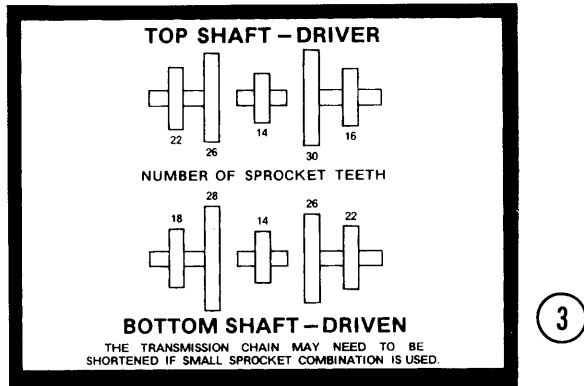 TOP SHAFT – DRIVER
22 26 14 30 16
NUMBER OF SPROCKET TEETH
18 28 14 26 22
BOTTOM SHAFT – DRIVEN
THE TRANSMISSION CHAIN MAY NEED TO BE
SHORTENED IF SMALL SPROCKET COMBINATION IS USED.
3